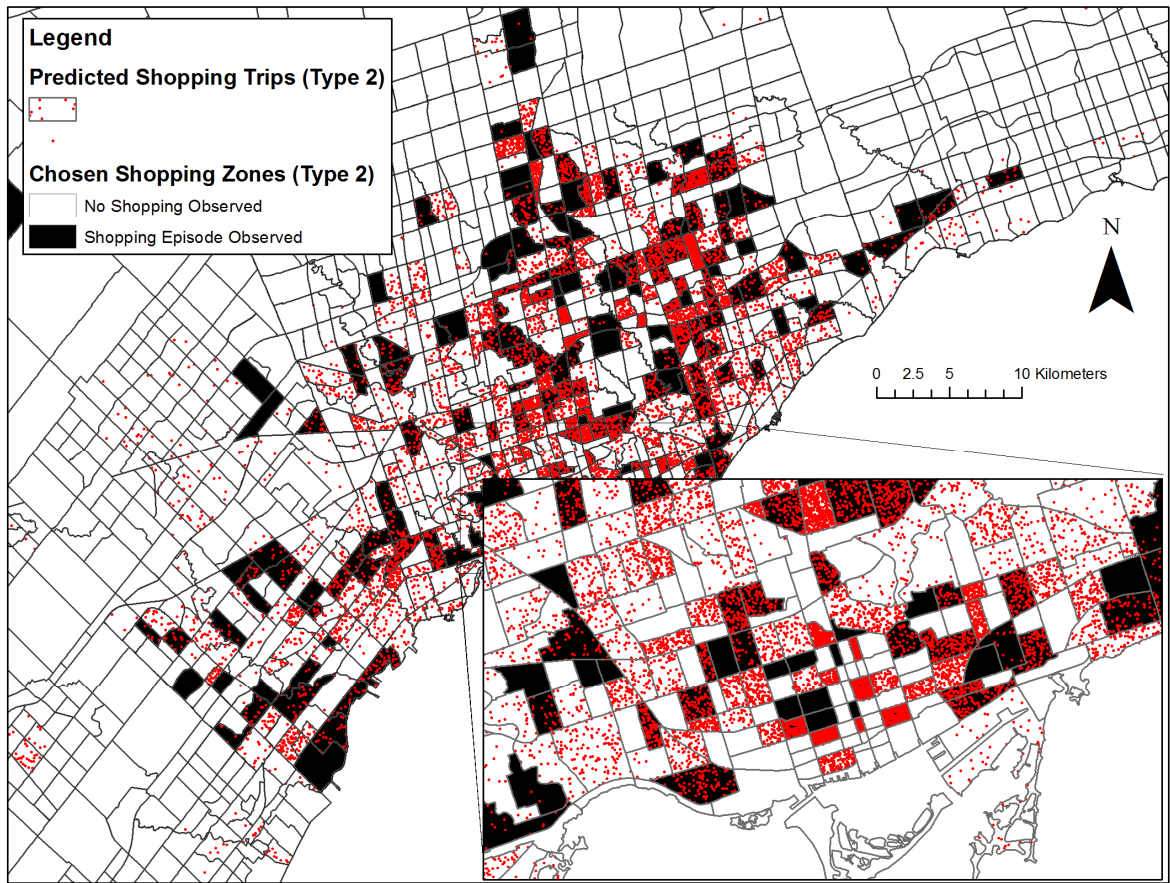 Legend
Predicted Shopping Trips (Type 2)
Chosen Shopping Zones (Type 2)
No Shopping Observed
Shopping Episode Observed
N
0 2.5 5 10 Kilometers